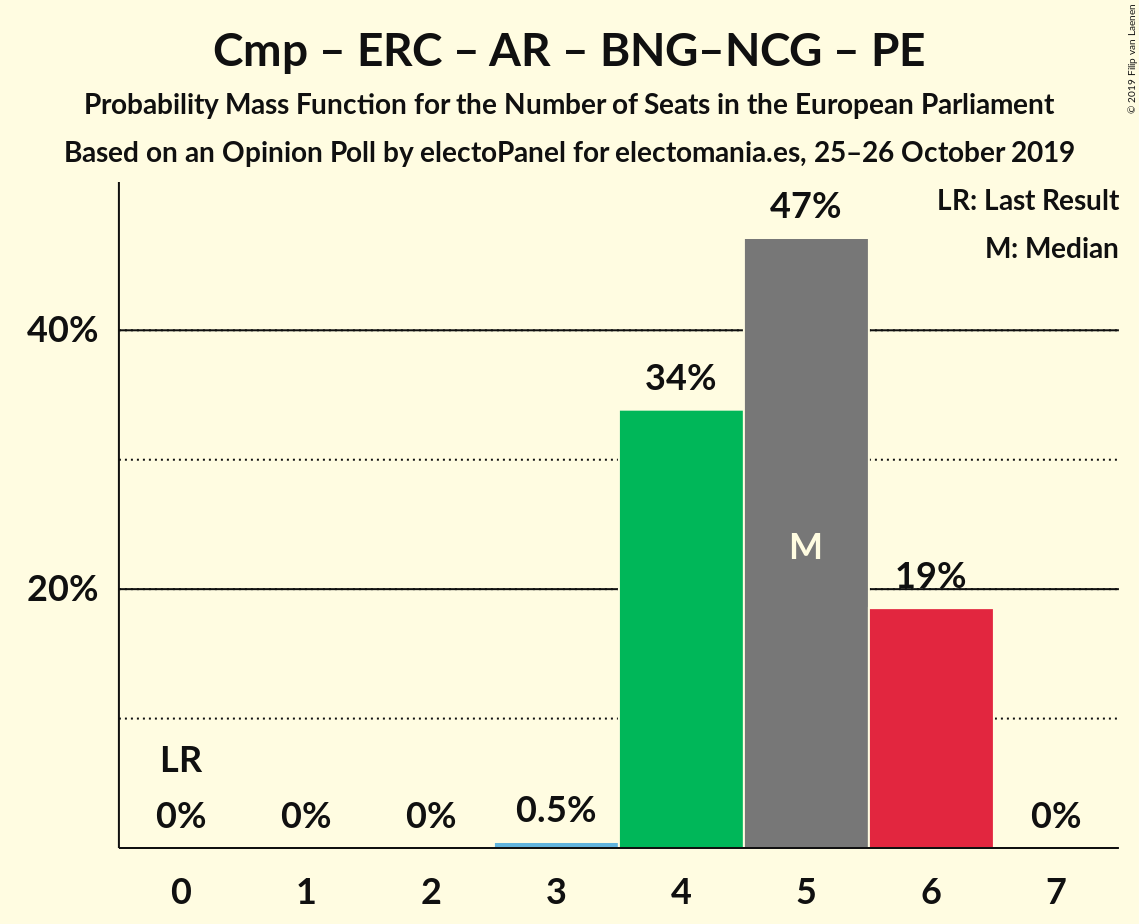 Cmp – ERC – AR – BNG–NCG – PE
Probability Mass Function for the Number of Seats in the European Parliament
Based on an Opinion Poll by electoPanel for electomania.es, 25–26 October 2019
© 2019 Filip van Laenen
LR: Last Result
M: Median
47%
40%
34%
M
20%
19%
LR
0%
0%
0%
0.5%
0%
0
1
2
3
4
5
6
7